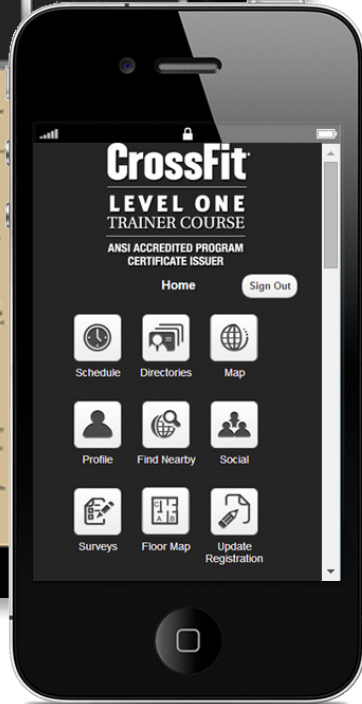 CrossFit
LEVEL ONE
TRAINER COURSE
ANSI ACCREDITED PROGRAM
CERTIFICATE ISSUER
Home
Sign Out
Schedule
Directories
Map
Profile
Find Nearby
Social
Surveys
Floor Map
Update
Registration